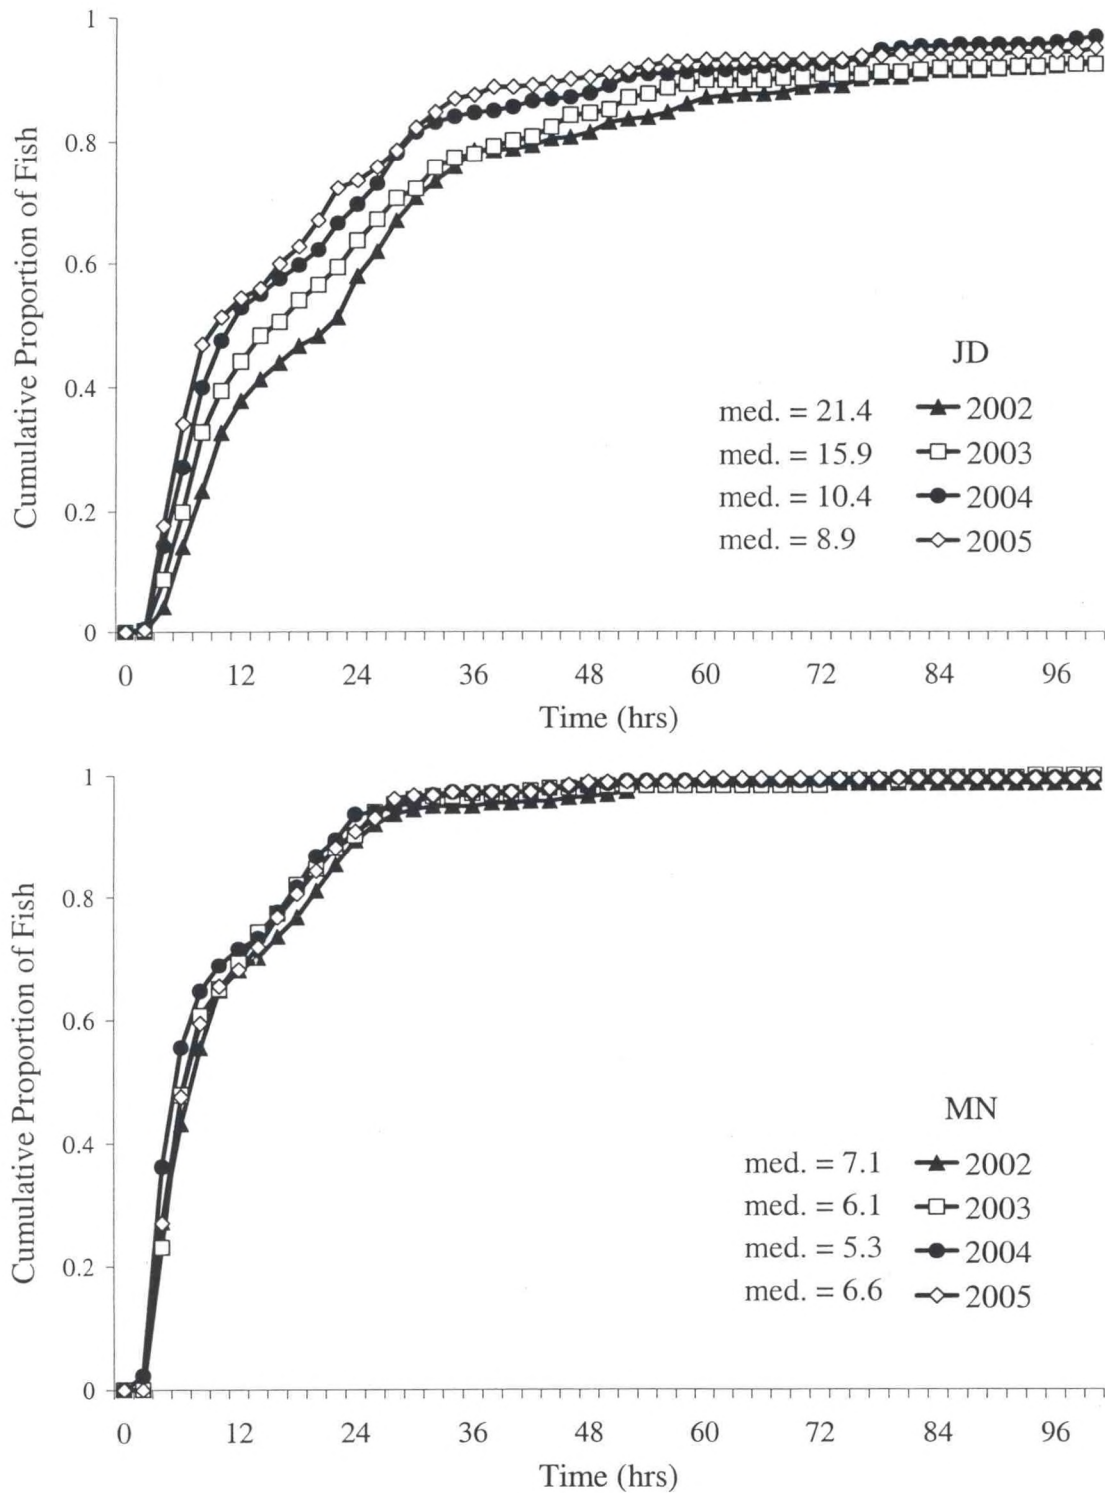 1
0.8
0.6
0.4
0.2
0
Cumulative Proportion of Fish
JD
med. = 21.4 2002
med. = 15.9 2003
med. = 10.4 2004
med. = 8.9 2005
0 12 24 36 48 60 72 84 96
Time (hrs)
1
0.8
0.6
0.4
0.2
0
Cumulative Proportion of Fish
MN
med. = 7.1 2002
med. = 6.1 2003
med. = 5.3 2004
med. = 6.6 2005
0 12 24 36 48 60 72 84 96
Time (hrs)